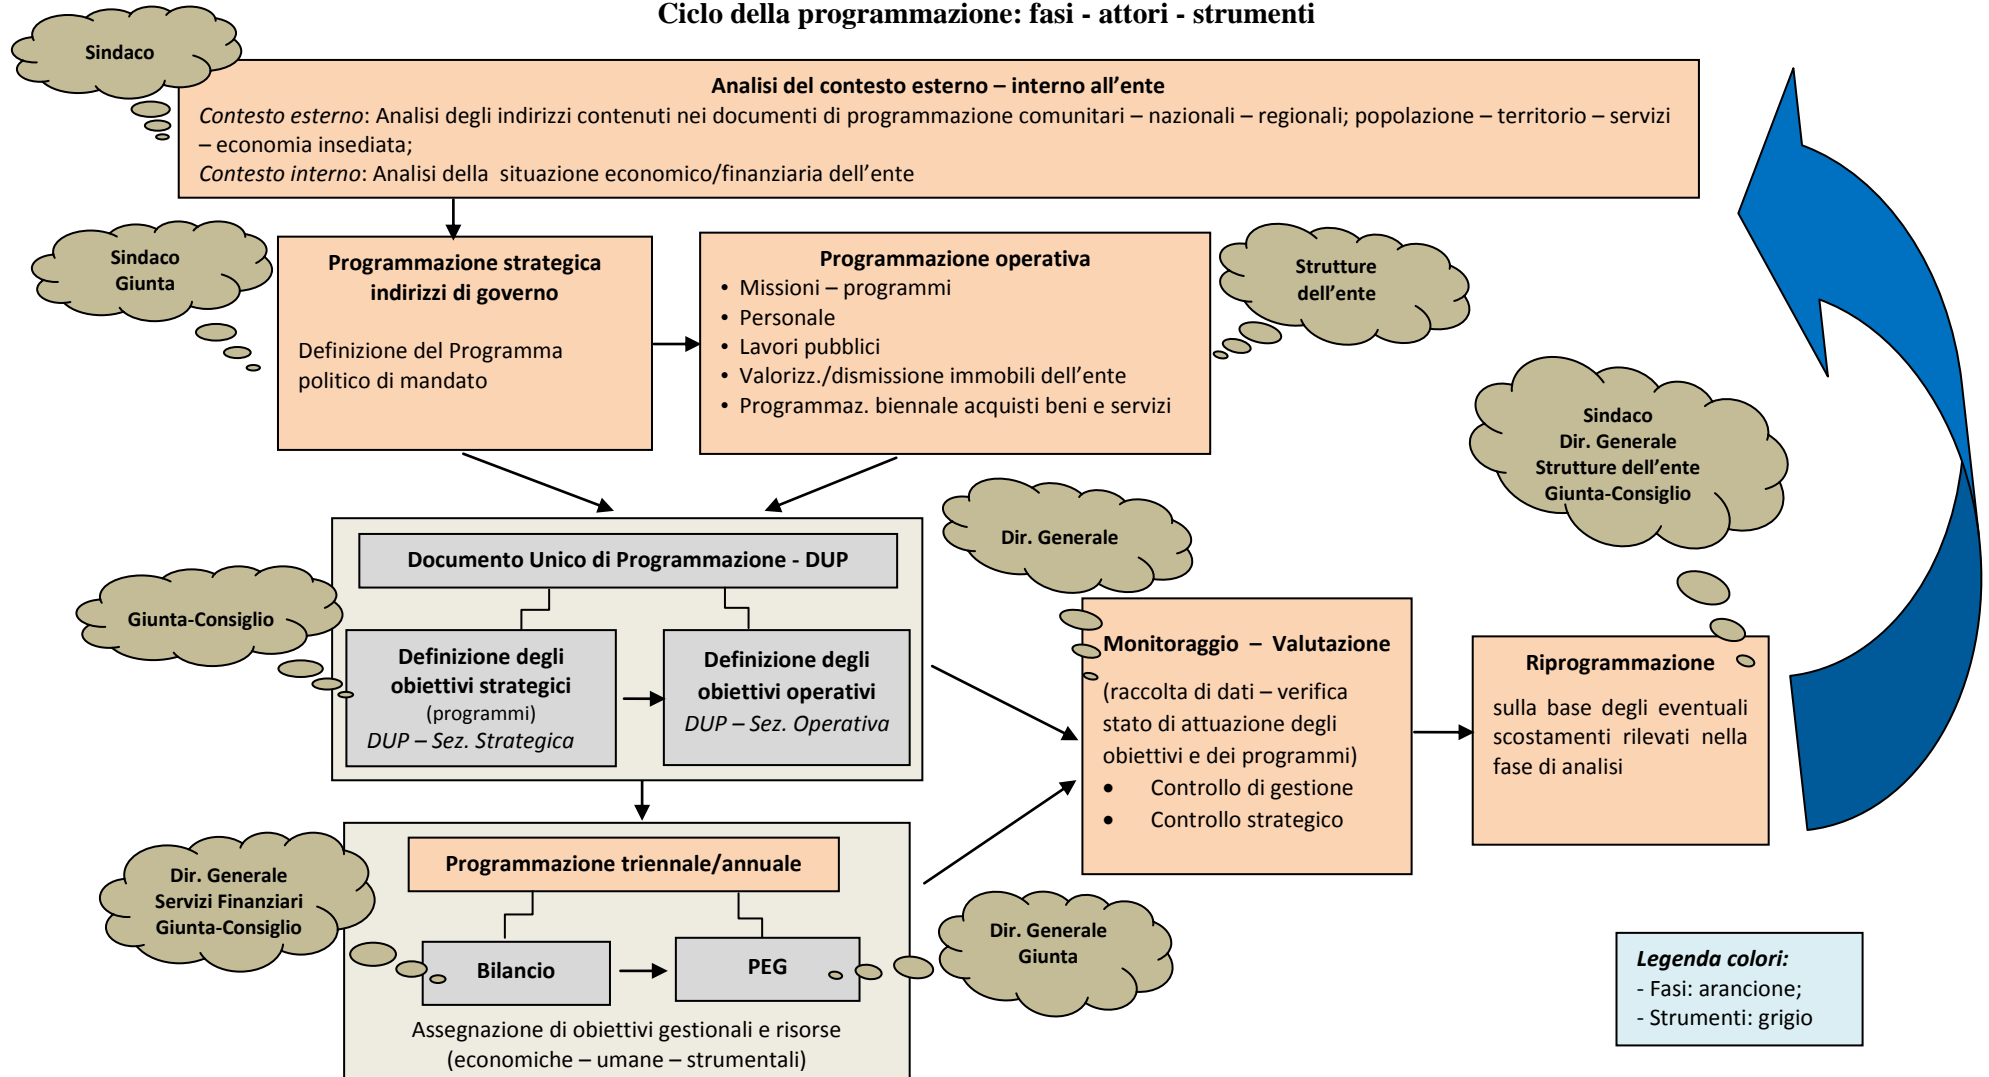 Ciclo della programmazione: fasi - attori - strumenti
Sindaco
Analisi del contesto esterno – interno all'ente
Contesto esterno: Analisi degli indirizzi contenuti nei documenti di programmazione comunitari – nazionali – regionali; popolazione – territorio – servizi
– economia insediata;
Contesto interno: Analisi della situazione economico/finanziaria dell'ente
Sindaco
Giunta
Programmazione strategica
indirizzi di governo
Definizione del Programma
politico di mandato
Programmazione operativa
• Missioni – programmi
• Personale
• Lavori pubblici
• Valorizz./dismissione immobili dell'ente
• Programmaz. biennale acquisti beni e servizi
Strutture
dell'ente
Sindaco
Dir. Generale
Strutture dell'ente
Giunta-Consiglio
Dir. Generale
Documento Unico di Programmazione - DUP
Giunta-Consiglio
Definizione degli
obiettivi strategici
(programmi)
DUP – Sez. Strategica
Definizione degli
obiettivi operativi
DUP – Sez. Operativa
Monitoraggio – Valutazione
(raccolta di dati – verifica
stato di attuazione degli
obiettivi e dei programmi)
• Controllo di gestione
• Controllo strategico
Riprogrammazione
sulla base degli eventuali
scostamenti rilevati nella
fase di analisi
Dir. Generale
Servizi Finanziari
Giunta-Consiglio
Programmazione triennale/annuale
Bilancio
PEG
Assegnazione di obiettivi gestionali e risorse
(economiche – umane – strumentali)
Dir. Generale
Giunta
Legenda colori:
- Fasi: arancione;
- Strumenti: grigio